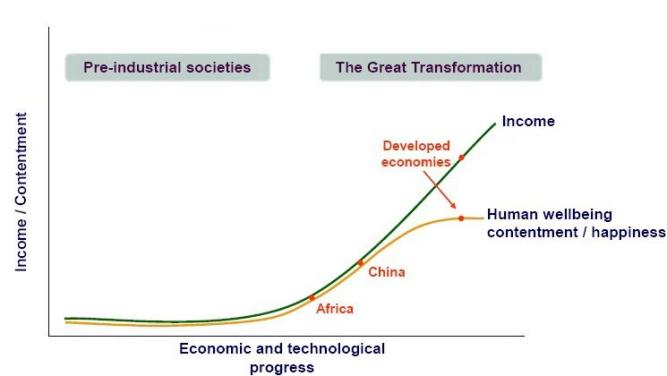 Pre-industrial societies
The Great Transformation
Income
Developed
economies
Human wellbeing
contentment / happiness
China
Africa
Income / Contentment
Economic and technological
progress